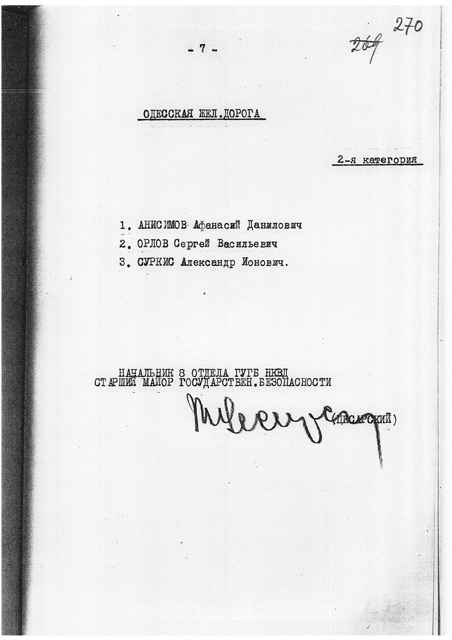 270
269
- 7 -
ОДЕССКАЯ ЖЕЛ.ДОРОГА
2-я категория
1. АНИСИМОВ Афанасий Данилович
2. ОРЛОВ Сергей Васильевич
3. СУРКИС Александр Ионович.
НАЧАЛЬНИК 8 ОТДЕЛА ГУГБ НКВД
СТАРШИЙ МАЙОР ГОСУДАРСТВЕН.БЕЗОПАСНОСТИ
(ЦЕСАРСКИЙ)